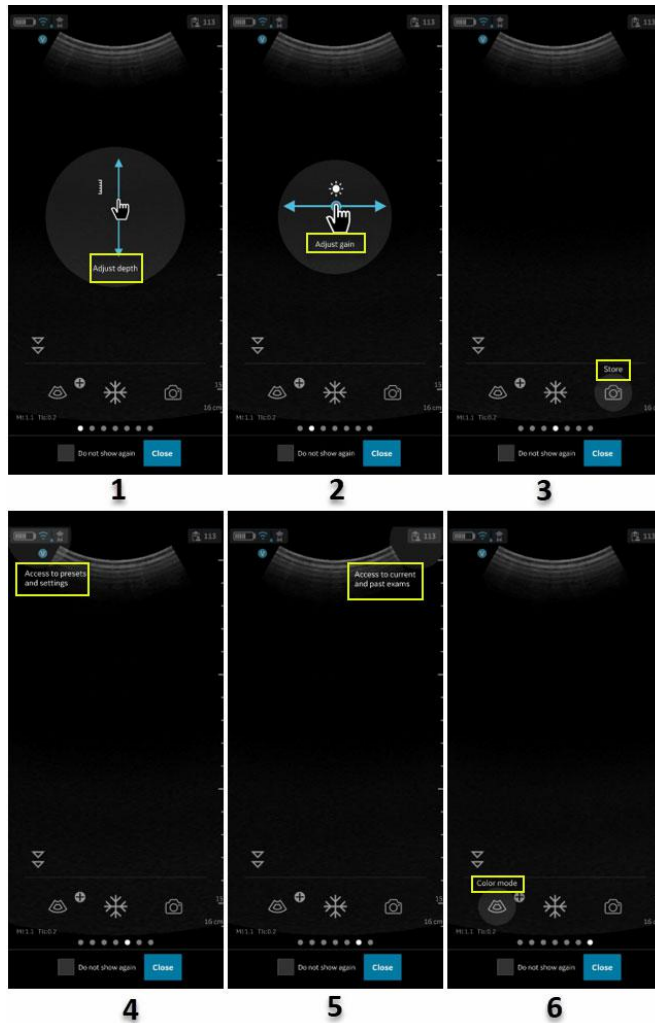 113
V
Adjust depth
15
16 cm
MI:1.1 TIc:0.2
Do not show again
Close
1
113
V
Adjust gain
15
16 cm
MI:1.1 TIc:0.2
Do not show again
Close
2
113
V
Store
16 cm
MI:1.1 TIc:0.2
Do not show again
Close
3
113
V
Access to presets
and settings
15
16 cm
MI:1.1 TIc:0.2
Do not show again
Close
4
113
V
Access to current
and past exams
15
16 cm
MI:1.1 TIc:0.2
Do not show again
Close
5
113
V
Color mode
15
16 cm
MI:1.1 TIc:0.2
Do not show again
Close
6